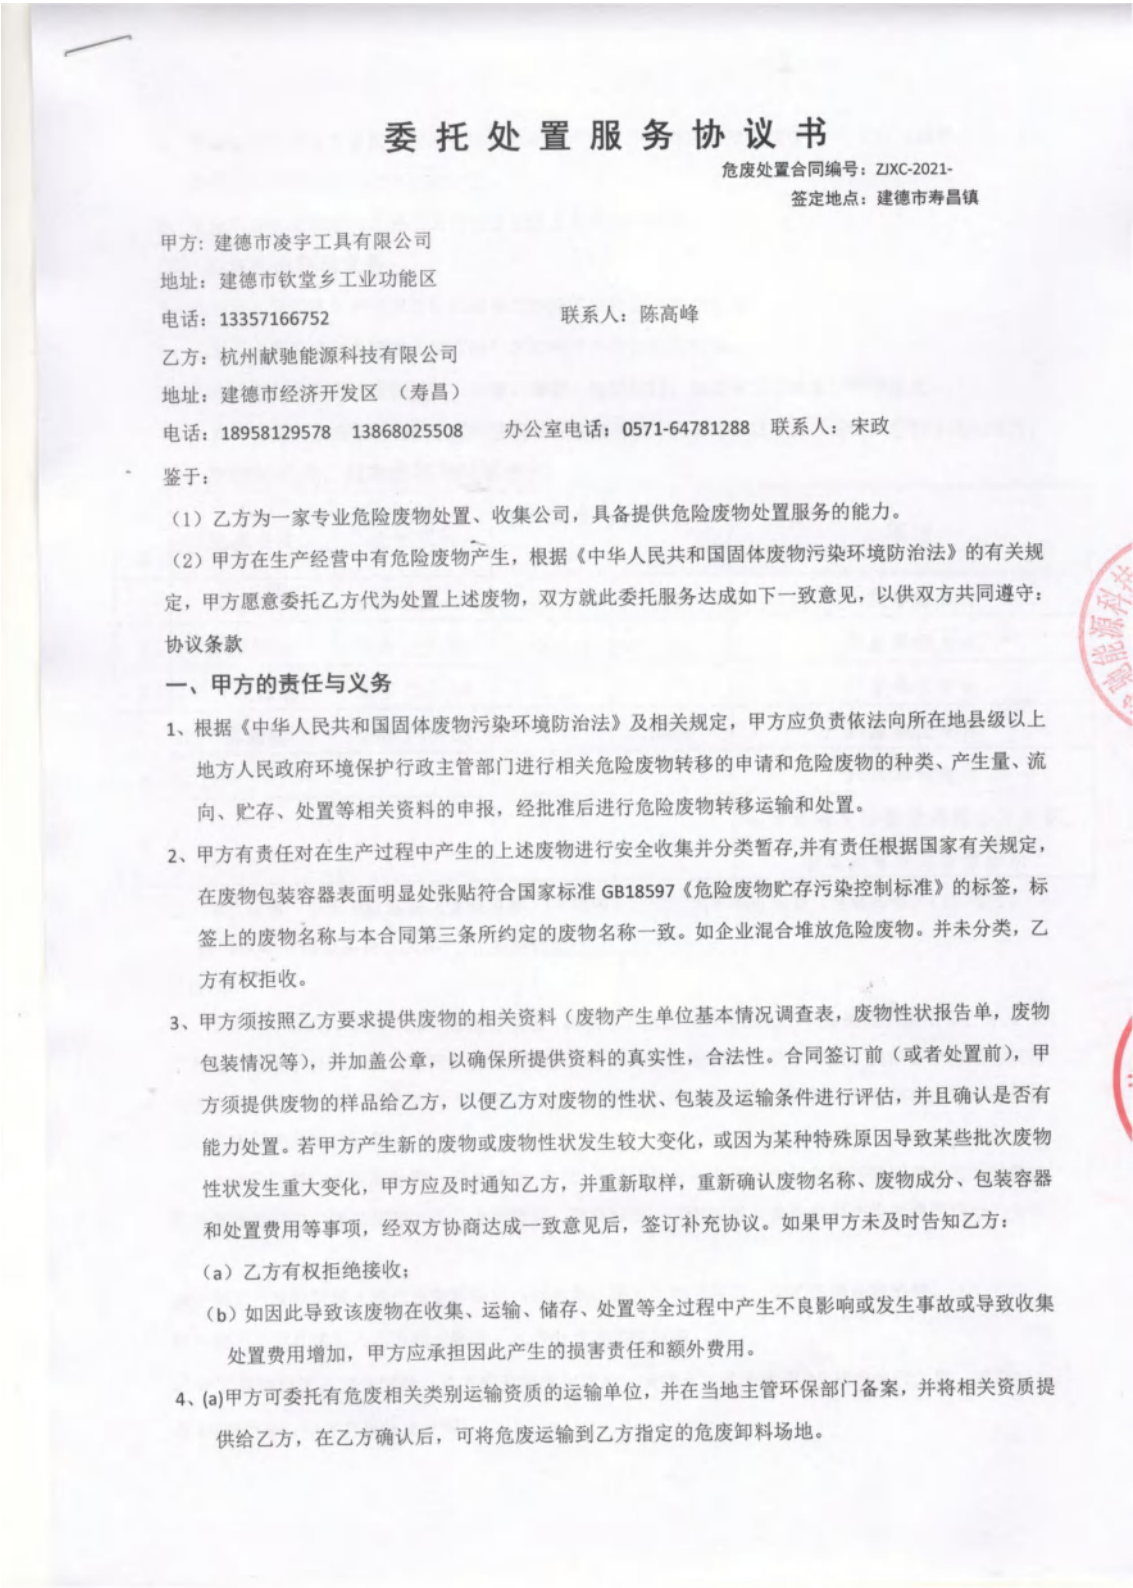 委托处置服务协议书
危废处置合同编号：ZJXC-2021-
签定地点：建德市寿昌镇
甲方：建德市凌宇工具有限公司
地址：建德市钦堂乡工业功能区
电话：13357166752 联系人：陈高峰
乙方：杭州献驰能源科技有限公司
地址：建德市经济开发区 （寿昌）
电话：18958129578 13868025508 办公室电话：0571-64781288 联系人：宋政
鉴于：
（1）乙方为一家专业危险废物处置、收集公司，具备提供危险废物处置服务的能力。
（2）甲方在生产经营中有危险废物产生，根据《中华人民共和国固体废物污染环境防治法》的有关规
定，甲方愿意委托乙方代为处置上述废物，双方就此委托服务达成如下一致意见，以供双方共同遵守：
协议条款
一、甲方的责任与义务
1、根据《中华人民共和国固体废物污染环境防治法》及相关规定，甲方应负责依法向所在地县级以上
地方人民政府环境保护行政主管部门进行相关危险废物转移的申请和危险废物的种类、产生量、流
向、贮存、处置等相关资料的申报，经批准后进行危险废物转移运输和处置。
2、甲方有责任对在生产过程中产生的上述废物进行安全收集并分类暂存,并有责任根据国家有关规定，
在废物包装容器表面明显处张贴符合国家标准 GB18597《危险废物贮存污染控制标准》的标签，标
签上的废物名称与本合同第三条所约定的废物名称一致。如企业混合堆放危险废物。并未分类，乙
方有权拒收。
3、甲方须按照乙方要求提供废物的相关资料（废物产生单位基本情况调查表，废物性状报告单，废物
包装情况等），并加盖公章，以确保所提供资料的真实性，合法性。合同签订前（或者处置前），甲
方须提供废物的样品给乙方，以便乙方对废物的性状、包装及运输条件进行评估，并且确认是否有
能力处置。若甲方产生新的废物或废物性状发生较大变化，或因为某种特殊原因导致某些批次废物
性状发生重大变化，甲方应及时通知乙方，并重新取样，重新确认废物名称、废物成分、包装容器
和处置费用等事项，经双方协商达成一致意见后，签订补充协议。如果甲方未及时告知乙方：
（a）乙方有权拒绝接收；
（b）如因此导致该废物在收集、运输、储存、处置等全过程中产生不良影响或发生事故或导致收集
处置费用增加，甲方应承担因此产生的损害责任和额外费用。
4、(a)甲方可委托有危废相关类别运输资质的运输单位，并在当地主管环保部门备案，并将相关资质提
供给乙方，在乙方确认后，可将危废运输到乙方指定的危废卸料场地。
驰能源科技